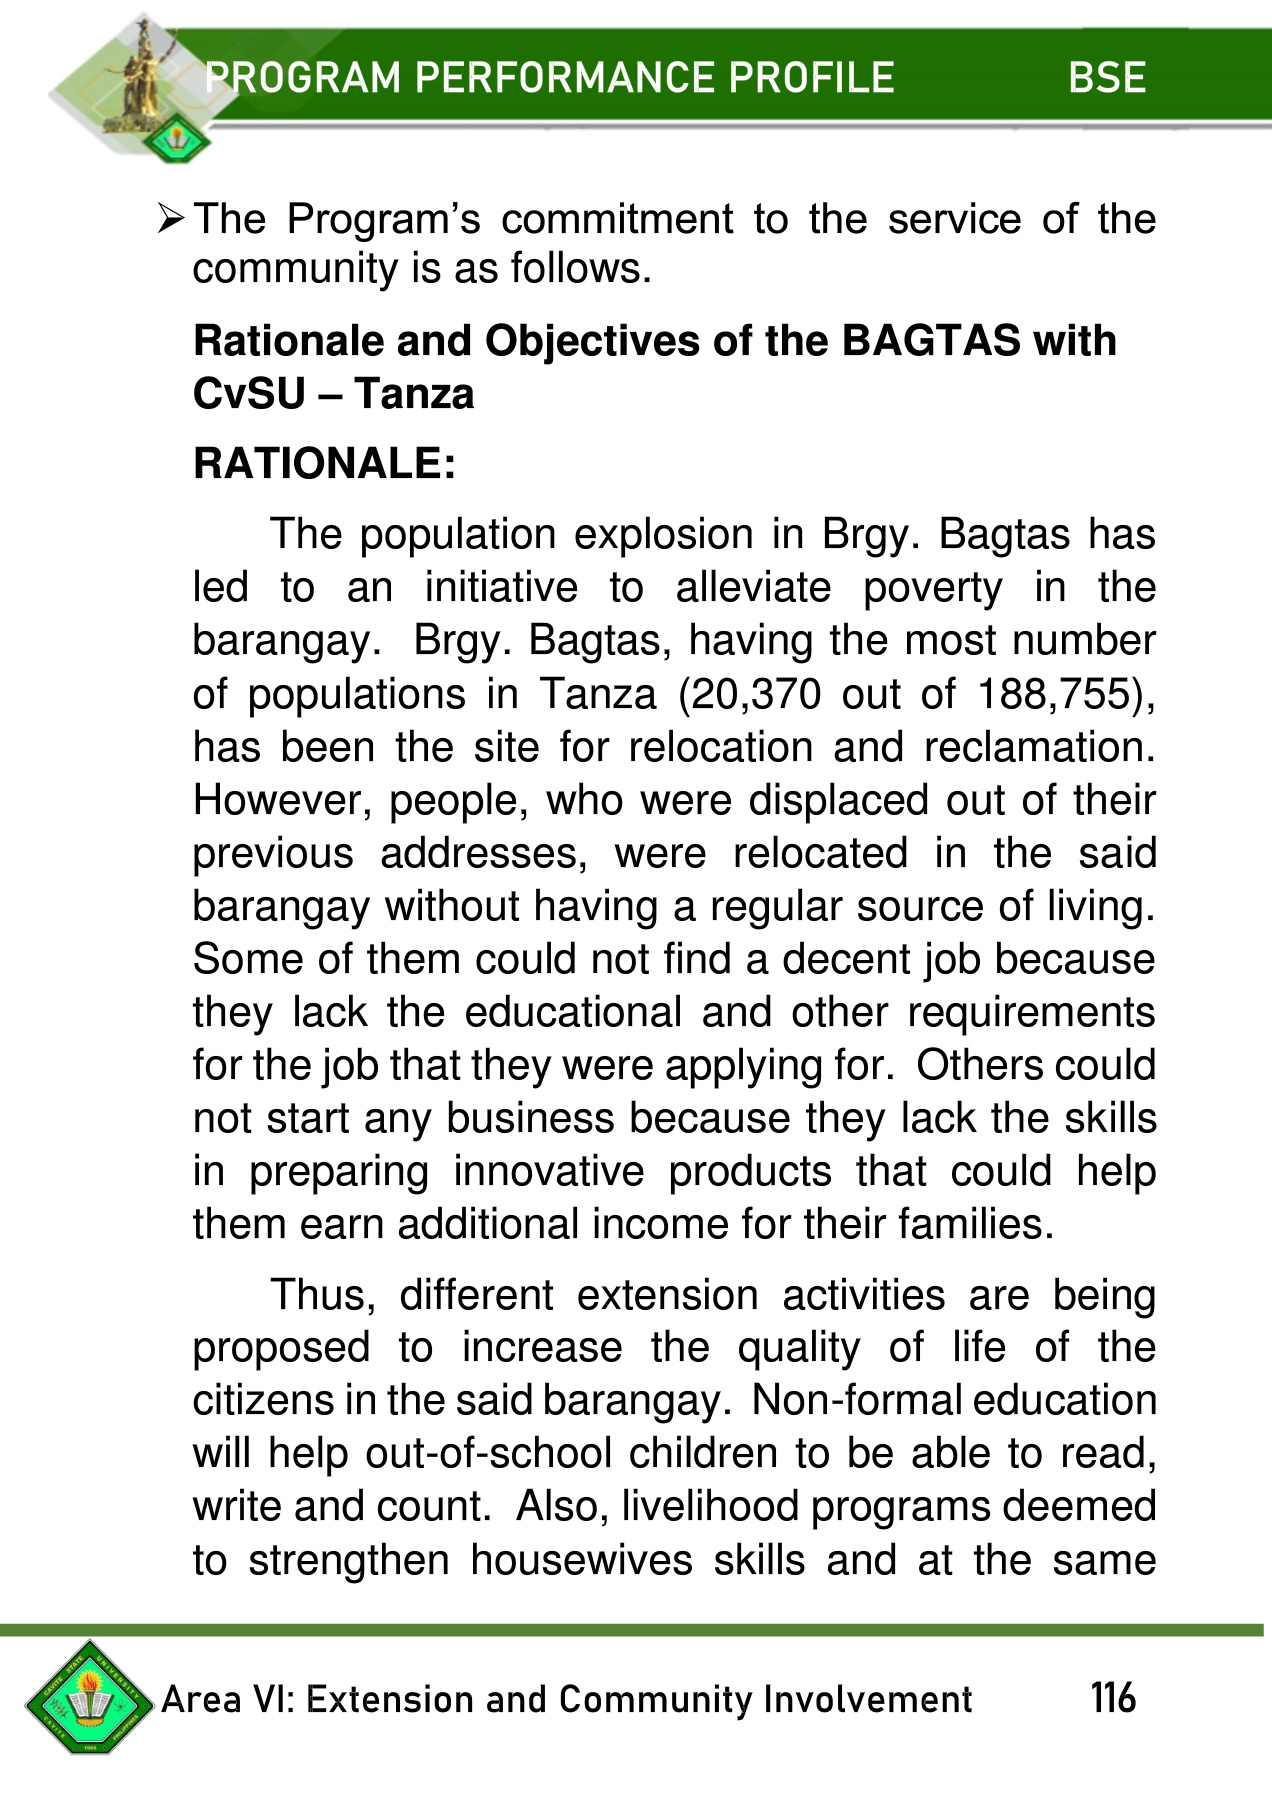 PROGRAM PERFORMANCE PROFILE BSE
➢ The Program’s commitment to the service of the
community is as follows.
Rationale and Objectives of the BAGTAS with
CvSU – Tanza
RATIONALE:
The population explosion in Brgy. Bagtas has
led to an initiative to alleviate poverty in the
barangay. Brgy. Bagtas, having the most number
of populations in Tanza (20,370 out of 188,755),
has been the site for relocation and reclamation.
However, people, who were displaced out of their
previous addresses, were relocated in the said
barangay without having a regular source of living.
Some of them could not find a decent job because
they lack the educational and other requirements
for the job that they were applying for. Others could
not start any business because they lack the skills
in preparing innovative products that could help
them earn additional income for their families.
Thus, different extension activities are being
proposed to increase the quality of life of the
citizens in the said barangay. Non-formal education
will help out-of-school children to be able to read,
write and count. Also, livelihood programs deemed
to strengthen housewives skills and at the same
CAVITE STATE UNIVERSITY
CAVITE PHILIPPINES
1906
Area VI: Extension and Community Involvement 116